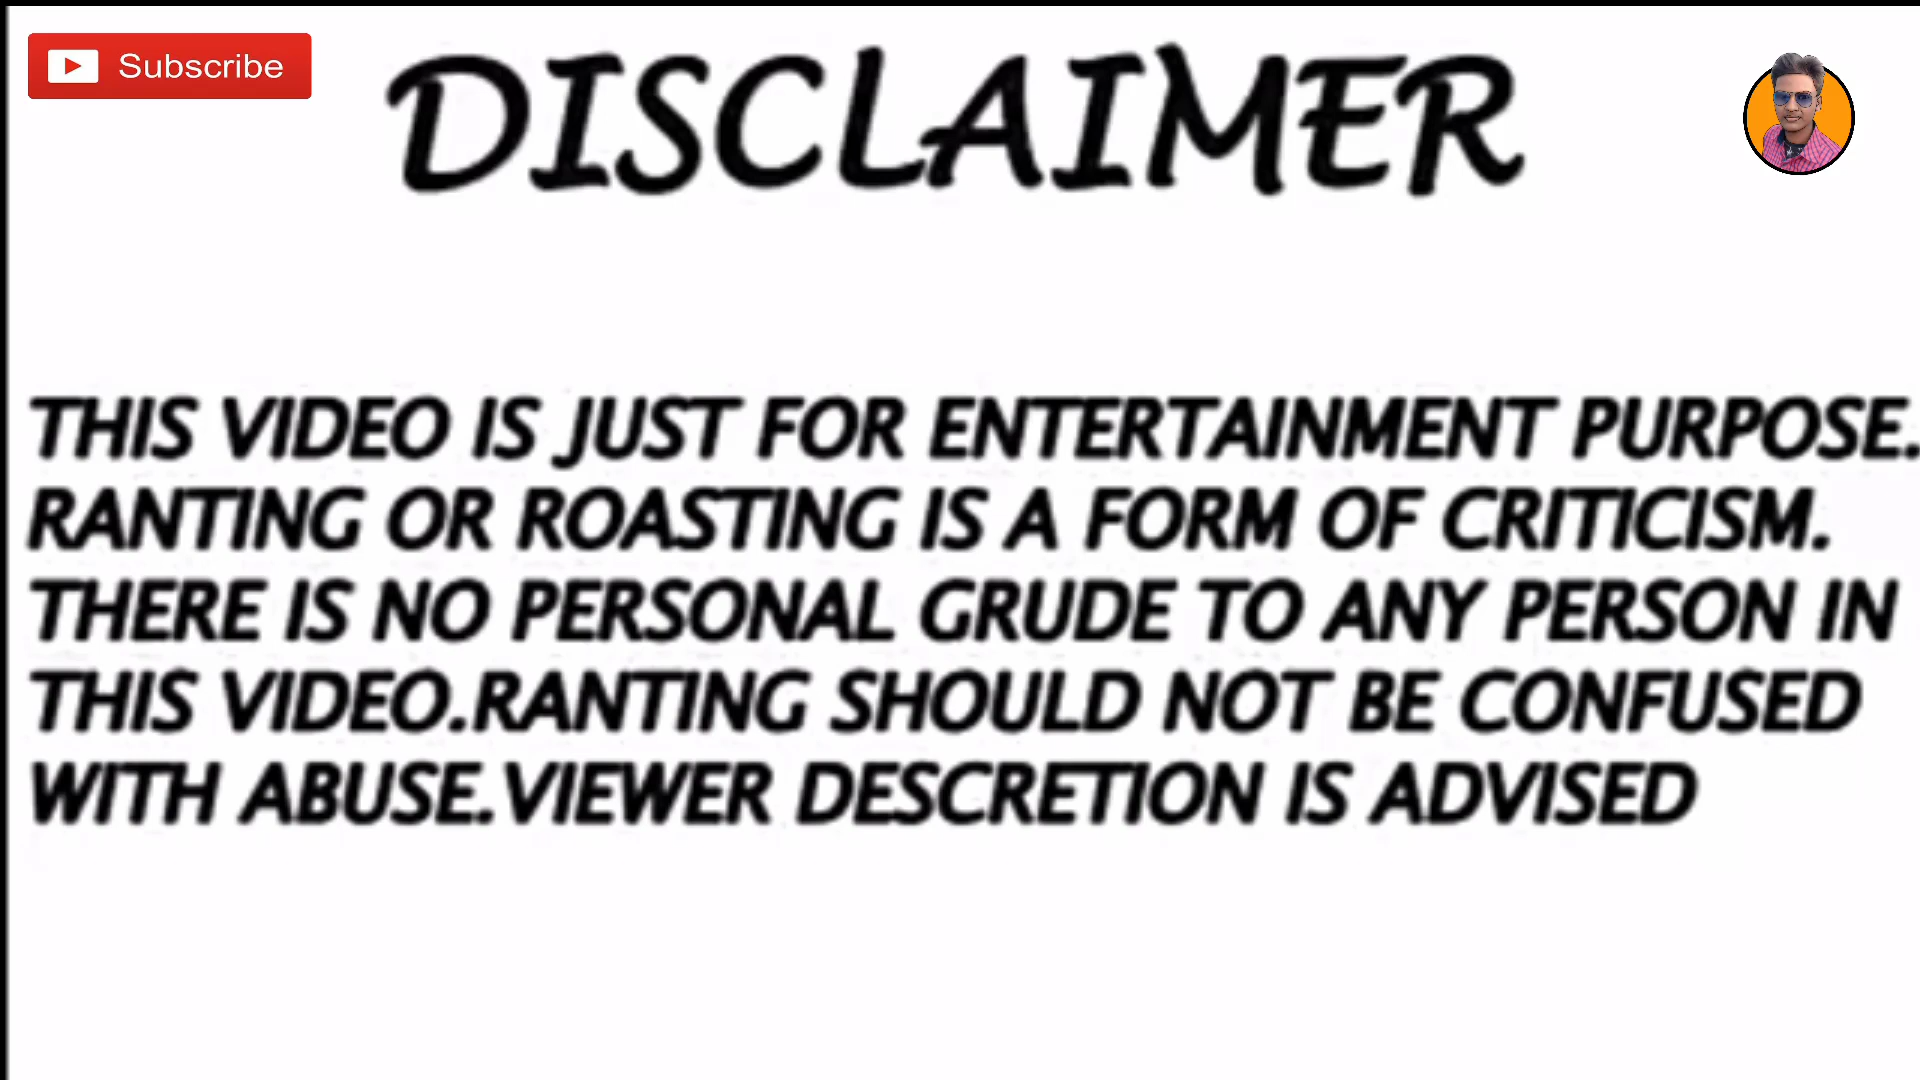 Subscribe
DISCLAIMER
THIS VIDEO IS JUST FOR ENTERTAINMENT PURPOSE.
RANTING OR ROASTING IS A FORM OF CRITICISM.
THERE IS NO PERSONAL GRUDE TO ANY PERSON IN
THIS VIDEO.RANTING SHOULD NOT BE CONFUSED
WITH ABUSE.VIEWER DESCRETION IS ADVISED